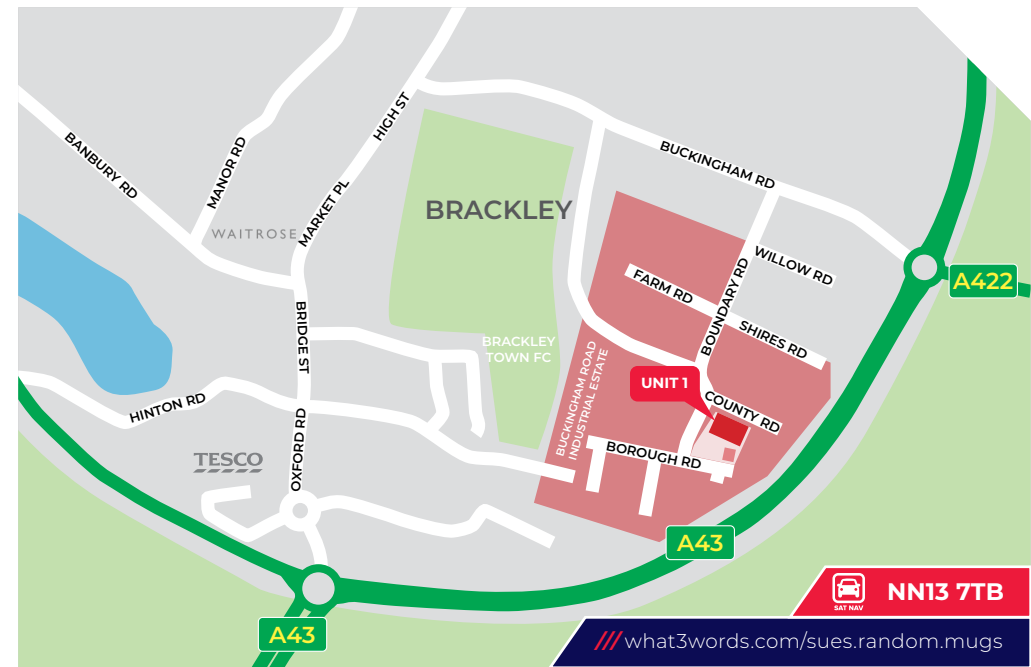 BANBURY RD
MANOR RD
HIGH ST
MARKET PL
WAITROSE
BRACKLEY
BUCKINGHAM RD
WILLOW RD
A422
FARM RD
BOUNDARY RD
SHIRES RD
BRIDGE ST
BRACKLEY
TOWN FC
BUCKINGHAM ROAD
INDUSTRIAL ESTATE
UNIT 1
COUNTY RD
HINTON RD
OXFORD RD
TESCO
BOROUGH RD
A43
A43
SAT NAV
NN13 7TB
/// what3words.com/sues.random.mugs